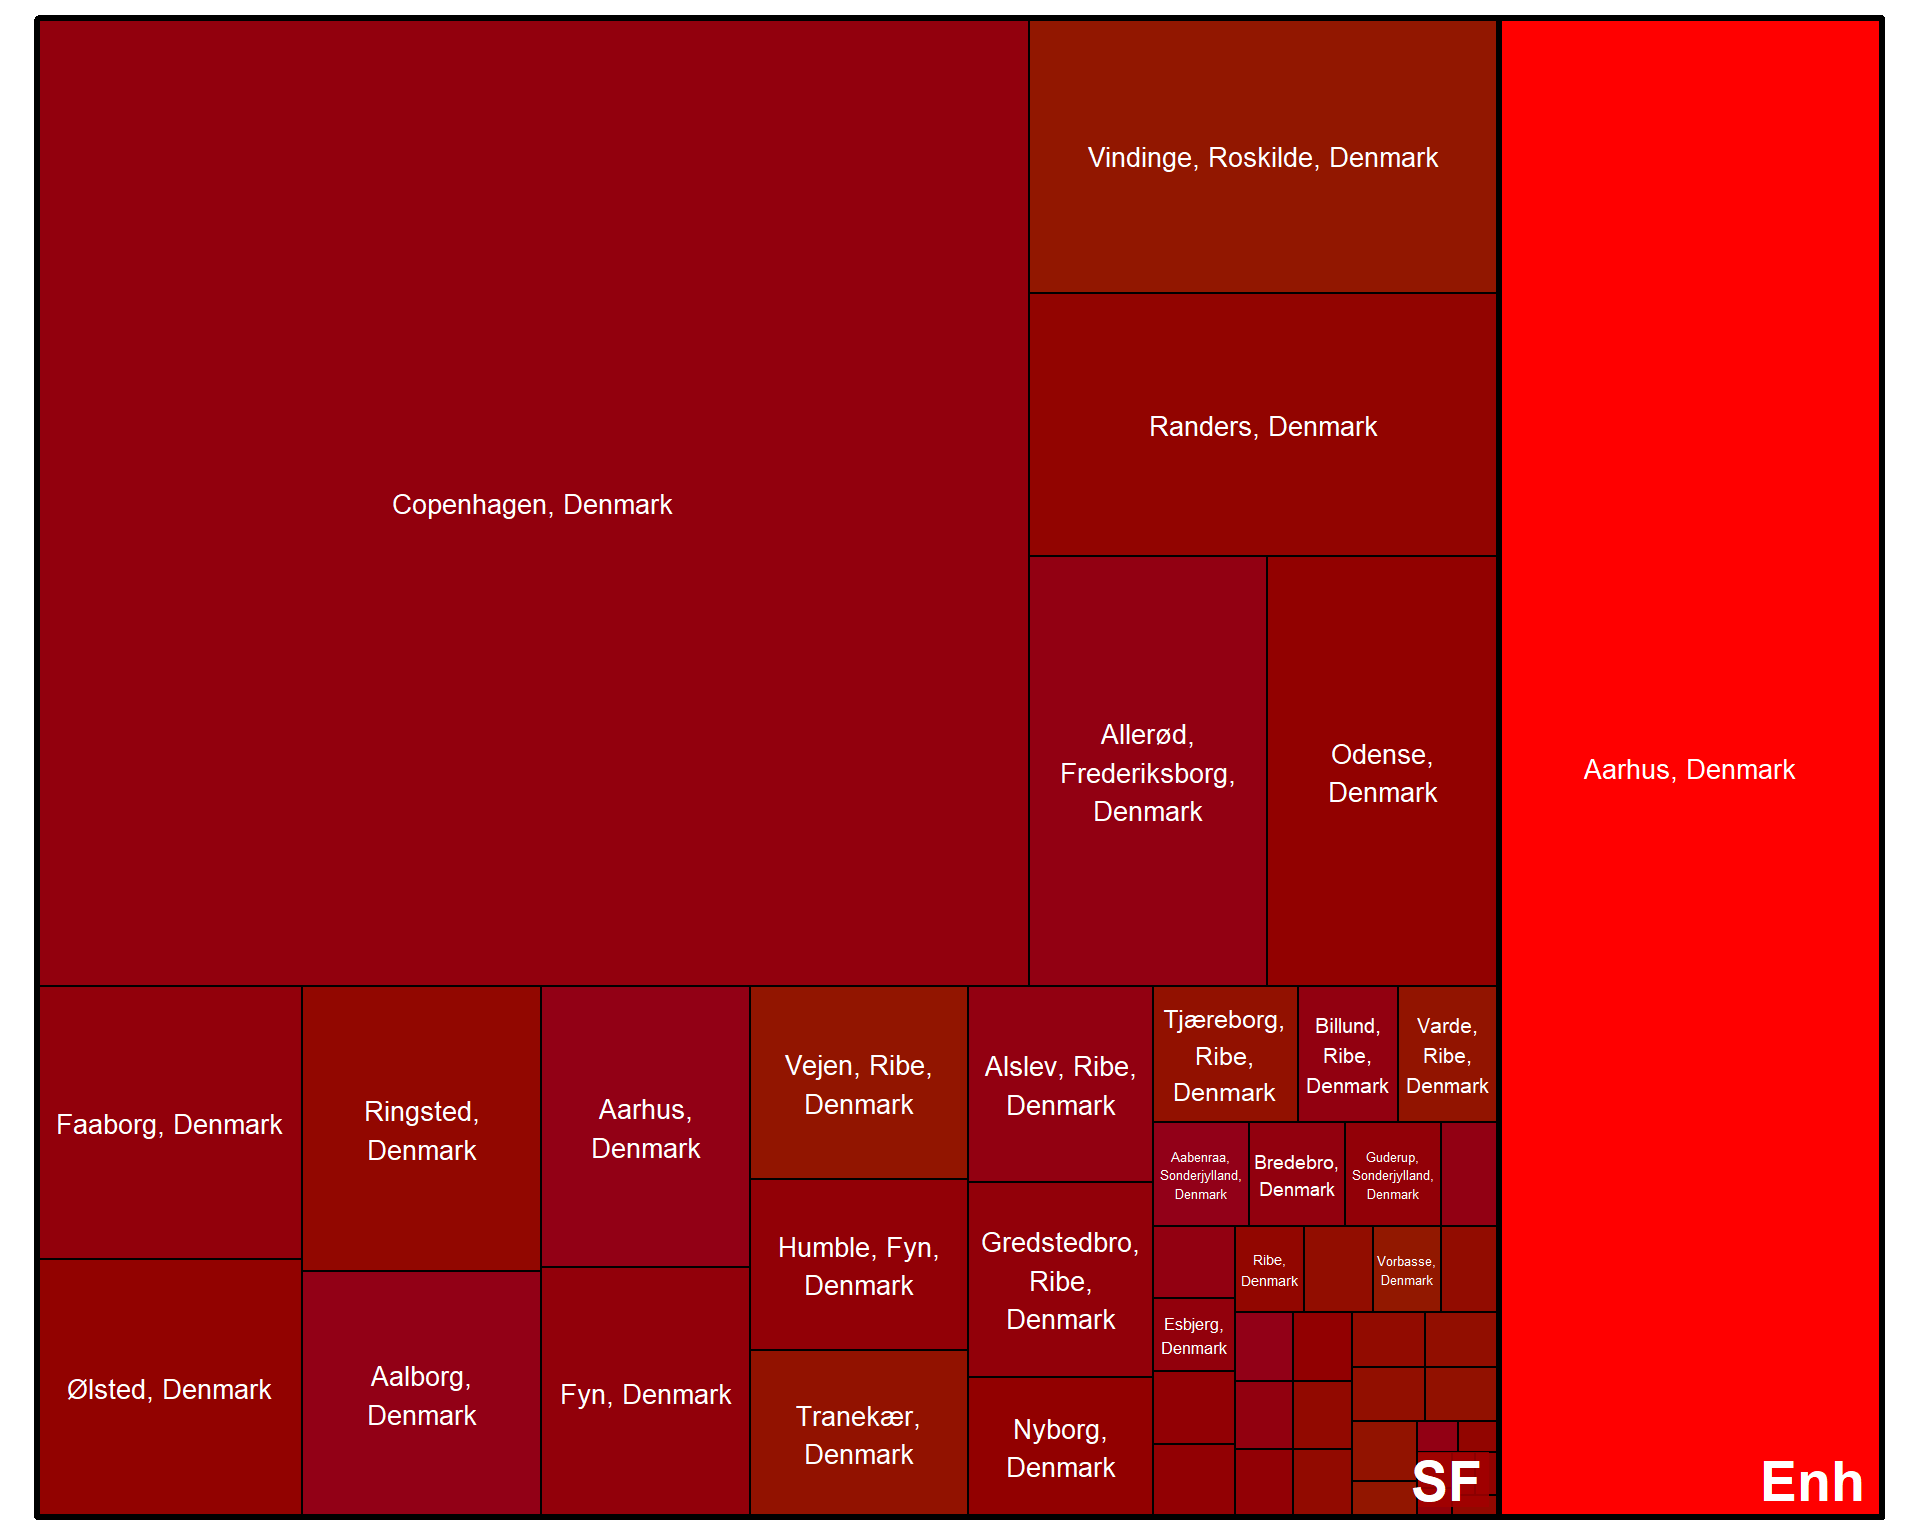 Copenhagen, Denmark
Vindinge, Roskilde, Denmark
Randers, Denmark
Allerød,
Frederiksborg,
Denmark
Odense,
Denmark
Faaborg, Denmark
Ølsted, Denmark
Ringsted,
Denmark
Aalborg,
Denmark
Aarhus,
Denmark
Fyn, Denmark
Vejen, Ribe,
Denmark
Humble, Fyn,
Denmark
Tranekær,
Denmark
Alslev, Ribe,
Denmark
Gredstedbro,
Ribe,
Denmark
Nyborg,
Denmark
Tjæreborg,
Ribe,
Denmark
Billund,
Ribe,
Denmark
Varde,
Ribe,
Denmark
Aabenraa,
Sonderjylland,
Denmark
Bredebro,
Denmark
Guderup,
Sonderjylland,
Denmark
Ribe,
Denmark
Vorbasse,
Denmark
Esbjerg,
Denmark
SF
Aarhus, Denmark
Enh